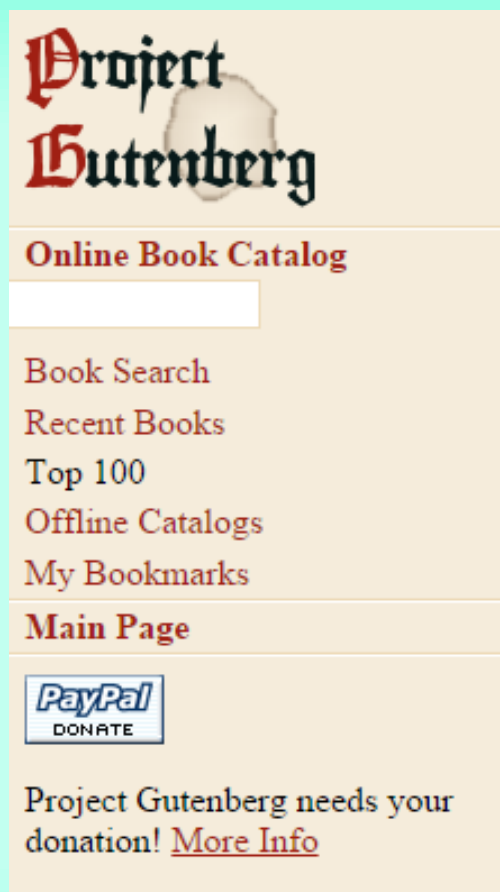 Project
Gutenberg
Online Book Catalog
Book Search
Recent Books
Top 100
Offline Catalogs
My Bookmarks
Main Page
PayPal
DONATE
Project Gutenberg needs your
donation! More Info